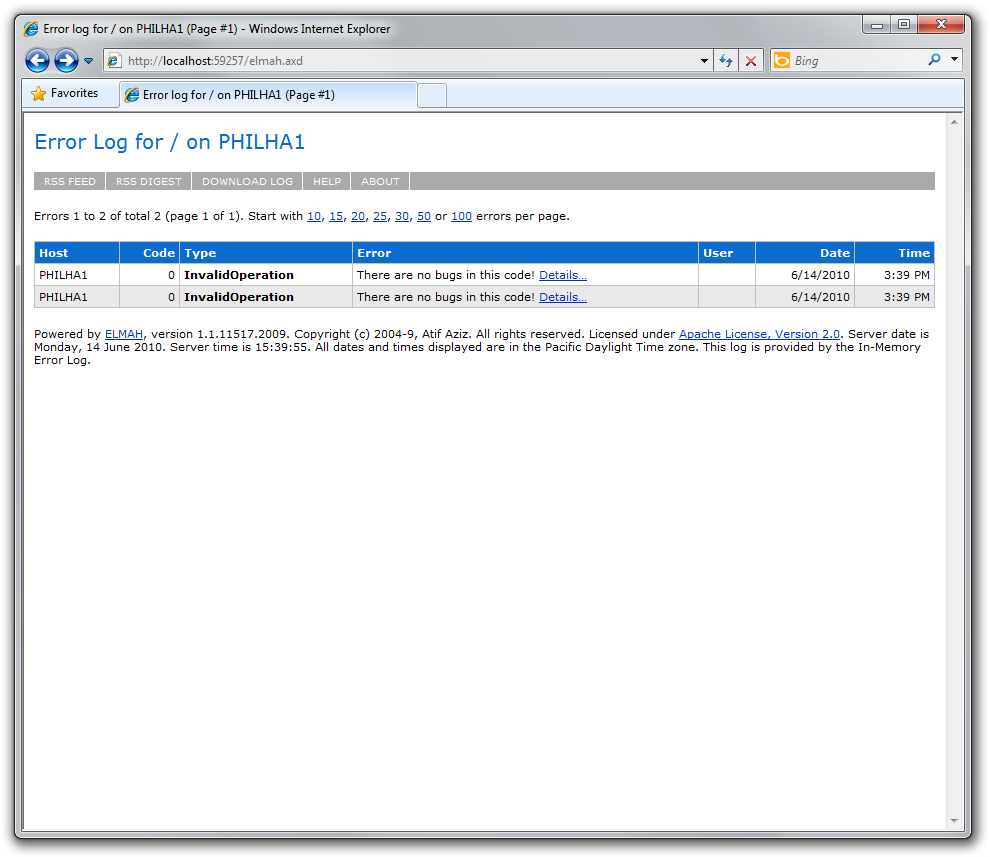 Error log for / on PHILHA1 (Page #1) - Windows Internet Explorer
http://localhost:59257/elmah.axd
Bing
Favorites
Error log for / on PHILHA1 (Page #1)
Error Log for / on PHILHA1
RSS FEED RSS DIGEST DOWNLOAD LOG HELP ABOUT
Errors 1 to 2 of total 2 (page 1 of 1). Start with 10, 15, 20, 25, 30, 50 or 100 errors per page.
Host Code Type Error User Date Time
PHILHA1 0 InvalidOperation There are no bugs in this code! Details... 6/14/2010 3:39 PM
PHILHA1 0 InvalidOperation There are no bugs in this code! Details... 6/14/2010 3:39 PM
Powered by ELMAH, version 1.1.11517.2009. Copyright (c) 2004-9, Atif Aziz. All rights reserved. Licensed under Apache License, Version 2.0. Server date is
Monday, 14 June 2010. Server time is 15:39:55. All dates and times displayed are in the Pacific Daylight Time zone. This log is provided by the In-Memory
Error Log.